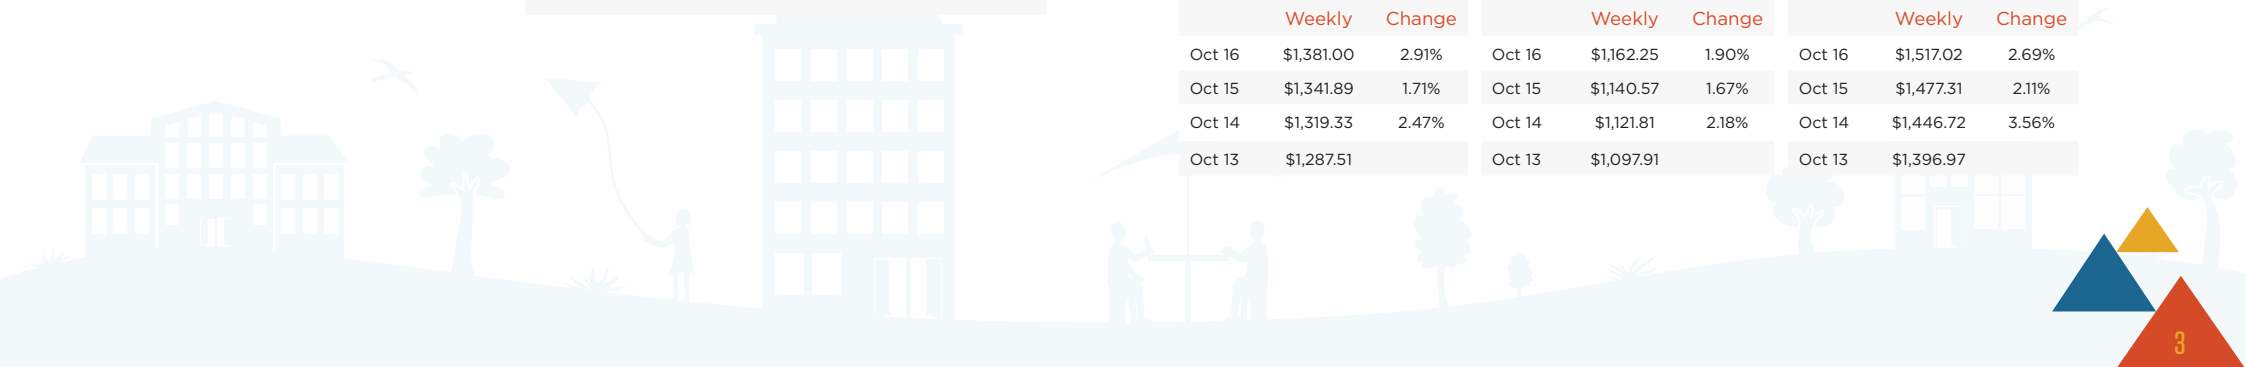 Weekly Change Weekly Change Weekly Change
Oct 16 $1,381.00 2.91% Oct 16 $1,162.25 1.90% Oct 16 $1,517.02 2.69%
Oct 15 $1,341.89 1.71% Oct 15 $1,140.57 1.67% Oct 15 $1,477.31 2.11%
Oct 14 $1,319.33 2.47% Oct 14 $1,121.81 2.18% Oct 14 $1,446.72 3.56%
Oct 13 $1,287.51 Oct 13 $1,097.91 Oct 13 $1,396.97
3